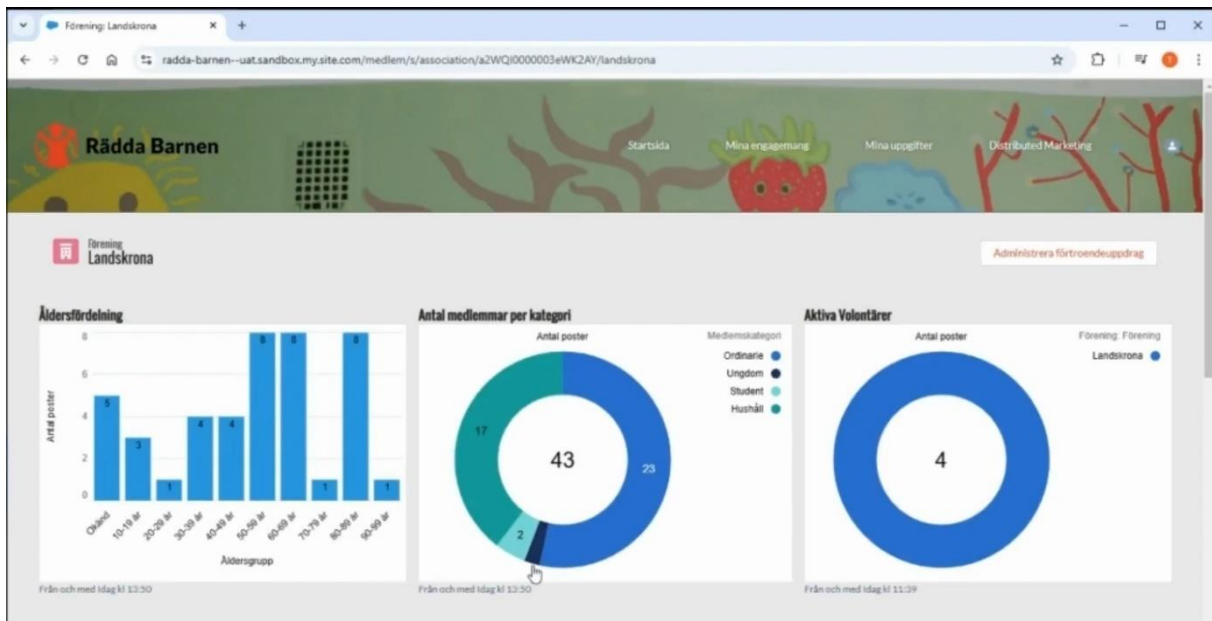 Förening: Landskrona
radda-barnen--uat.sandbox.my.site.com/medlem/s/association/a2WQI0000003eWK2AY/landskrona
Rädda Barnen
Startsida
Mina engagemang
Mina uppgifter
Distributed Marketing
Förening
Landskrona
Administrera förtroendeuppdrag
Åldersfördelning
8
6
4
2
0
Antal poster
5
3
1
4
4
8
8
1
8
1
Okänd
10-19 år
20-29 år
30-39 år
40-49 år
50-59 år
60-69 år
70-79 år
80-89 år
90-99 år
Åldersgrupp
Från och med Idag kl 13:50
Antal medlemmar per kategori
Antal poster
Medlemskategori
Ordinarie
Ungdom
Student
Hushåll
17
43
23
2
Från och med Idag kl 13:50
Aktiva Volontärer
Antal poster
Förening: Förening
Landskrona
4
Från och med Idag kl 11:39